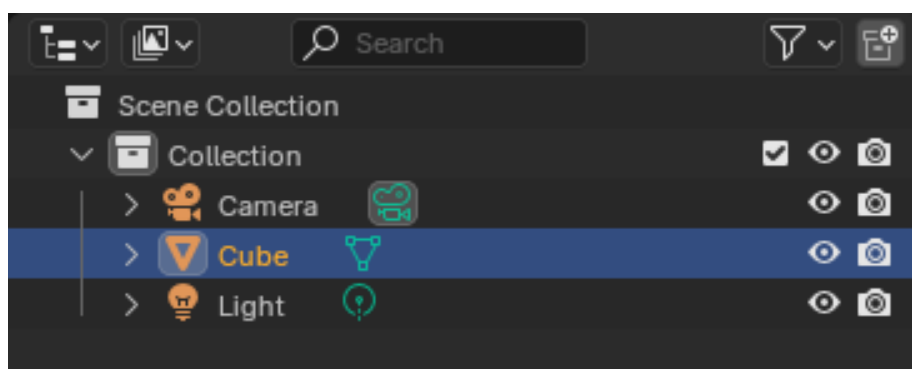 Search
Scene Collection
Collection
Camera
Cube
Light